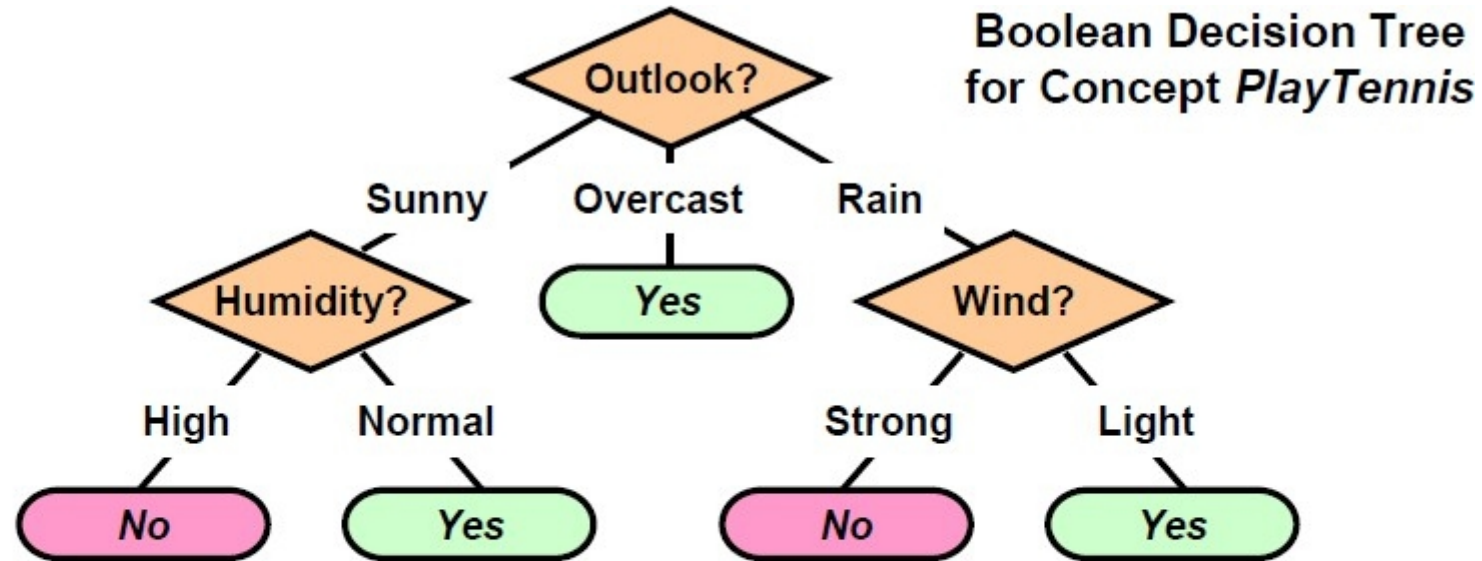 Boolean Decision Tree
for Concept PlayTennis
Outlook?
Sunny
Overcast
Rain
Humidity?
Yes
Wind?
High
Normal
Strong
Light
No
Yes
No
Yes